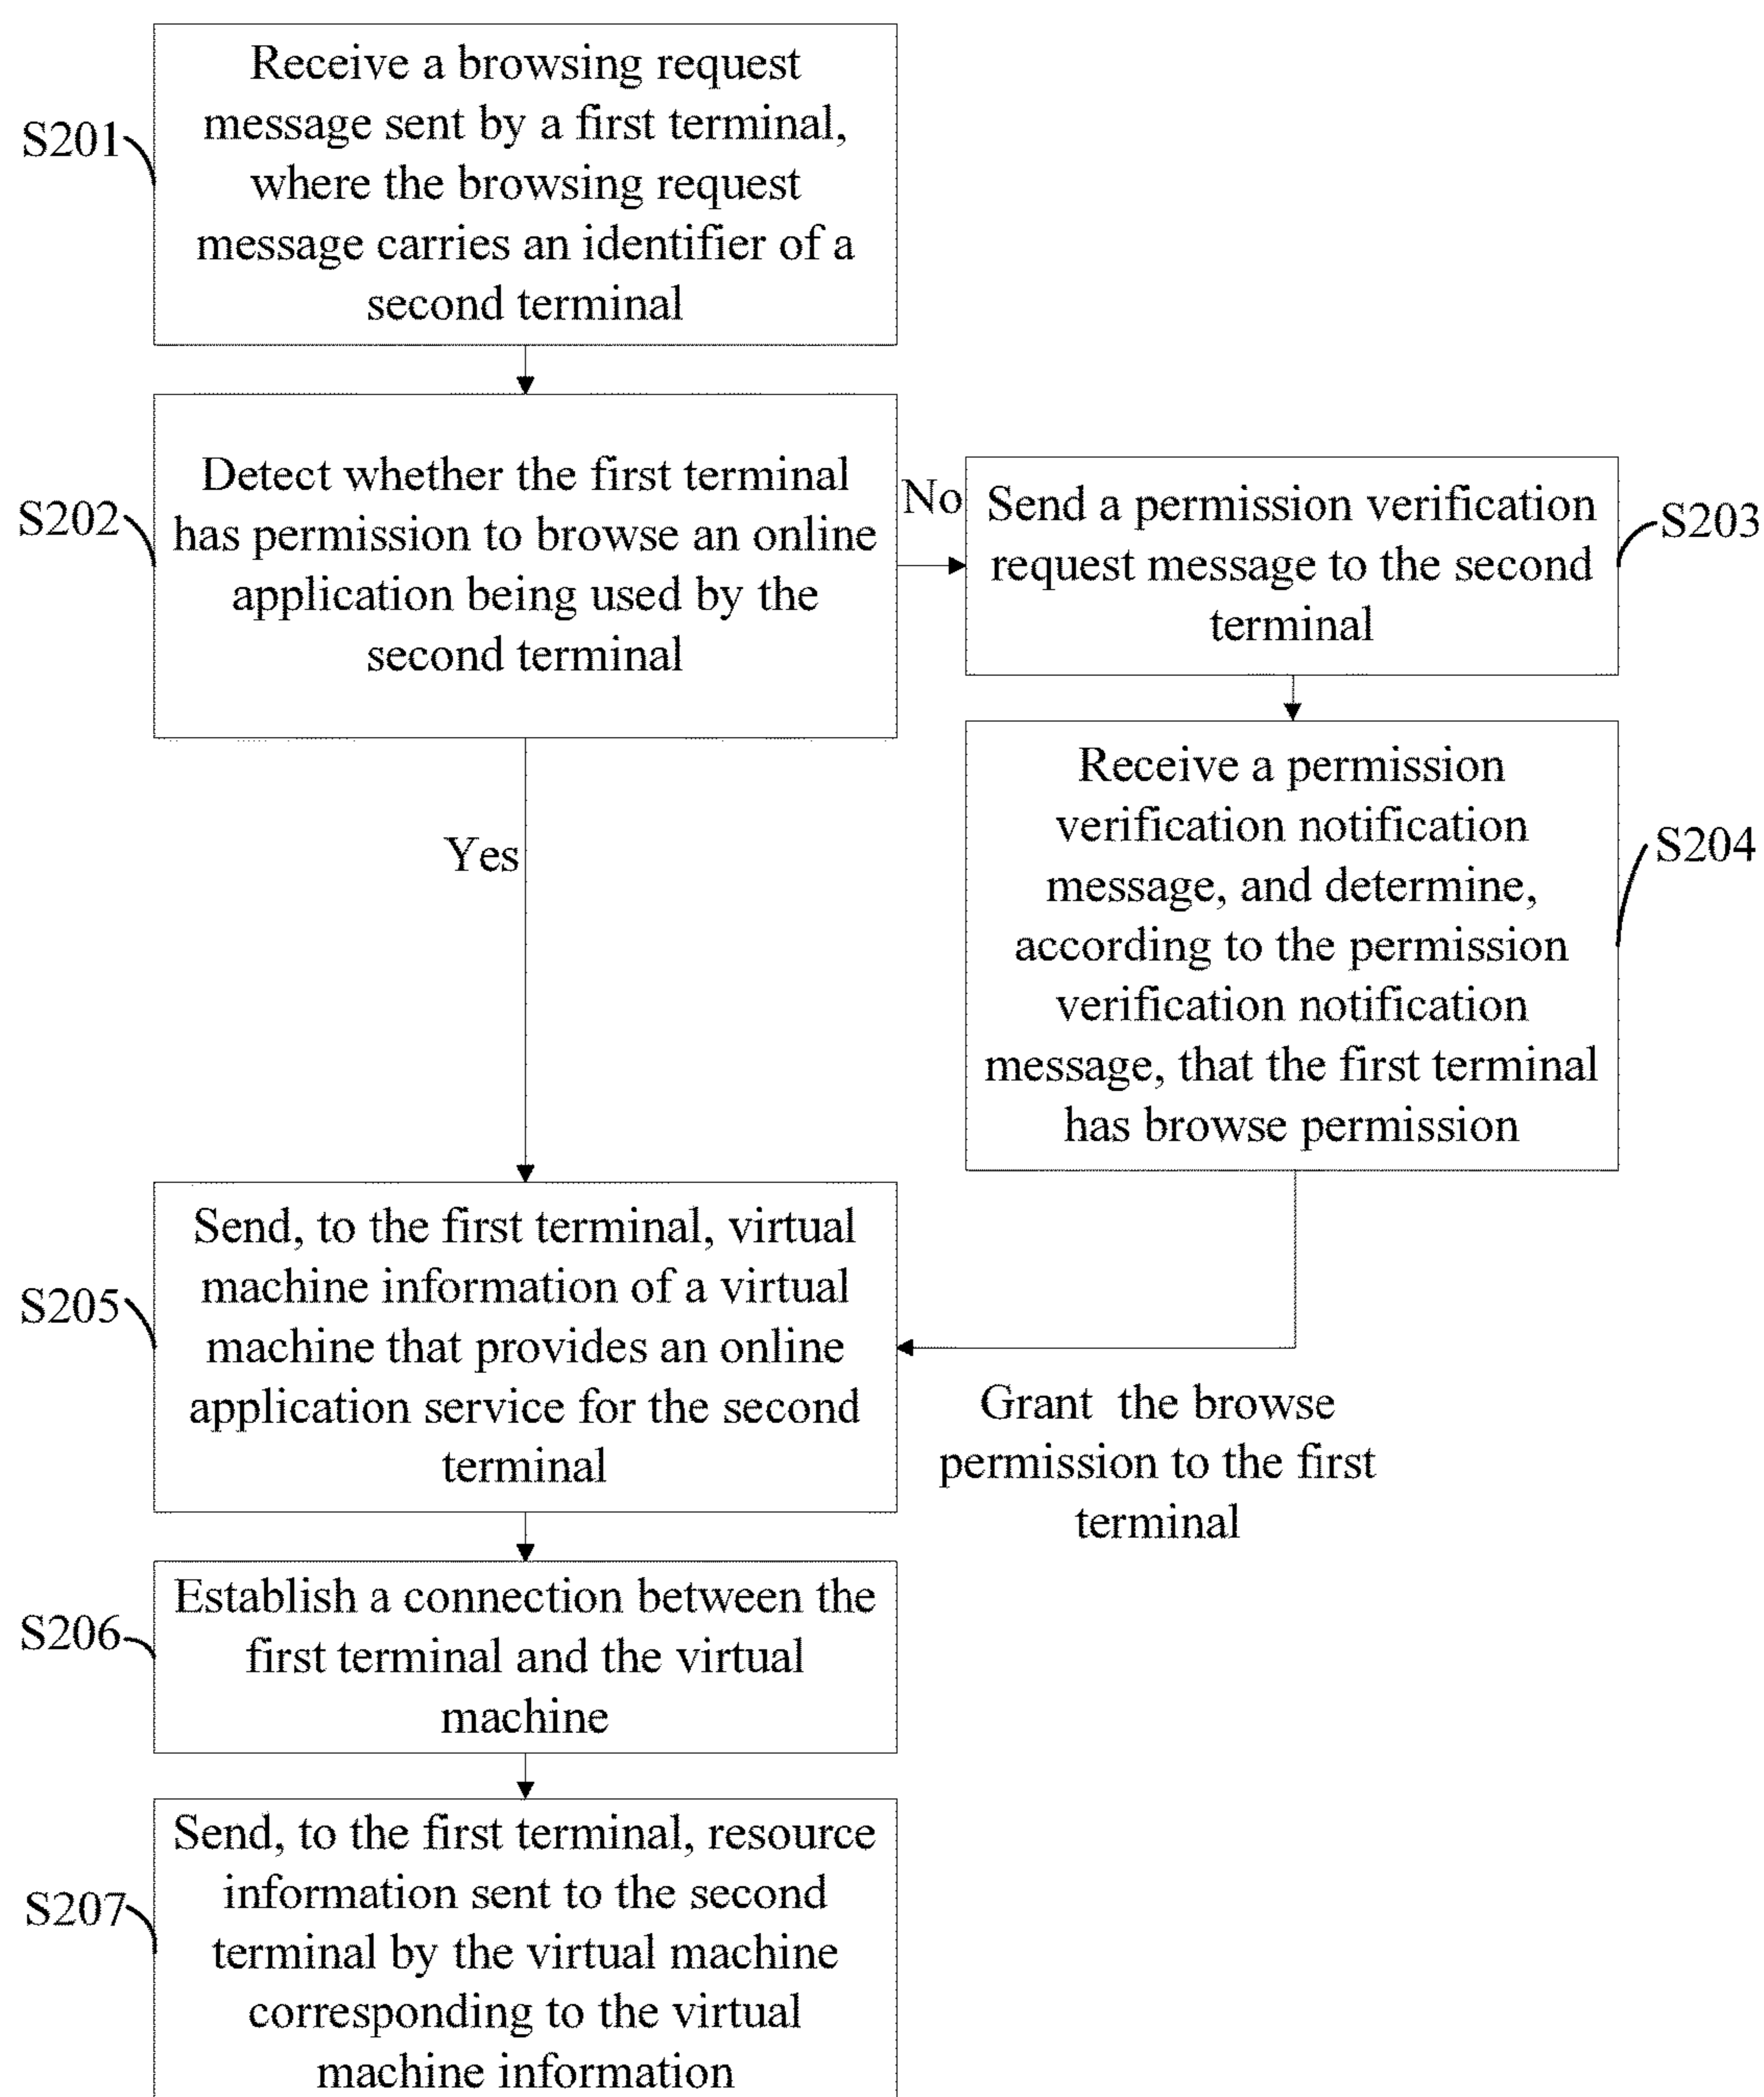 Receive a browsing request
message sent by a first terminal,
where the browsing request
message carries an identifier of a
second terminal
S201
Detect whether the first terminal
has permission to browse an online
application being used by the
second terminal
S202
No
Send a permission verification
request message to the second
terminal
S203
Receive a permission
verification notification
message, and determine,
according to the permission
verification notification
message, that the first terminal
has browse permission
S204
Yes
Send, to the first terminal, virtual
machine information of a virtual
machine that provides an online
application service for the second
terminal
S205
Grant the browse
permission to the first
terminal
Establish a connection between the
first terminal and the virtual
machine
S206
Send, to the first terminal, resource
information sent to the second
terminal by the virtual machine
corresponding to the virtual
machine information
S207